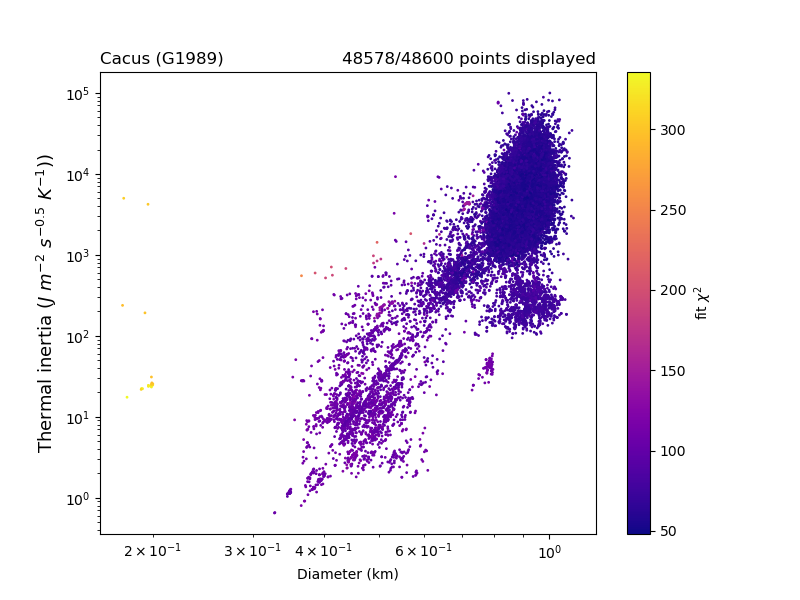 Cacus (G1989) 48578/48600 points displayed
Thermal inertia (J m⁻² s⁻⁰·⁵ K⁻¹))
10⁵
10⁴
10³
10²
10¹
10⁰
2 × 10⁻¹ 3 × 10⁻¹ 4 × 10⁻¹ 6 × 10⁻¹ 10⁰
Diameter (km)
300
250
200
150
100
50
fit χ²